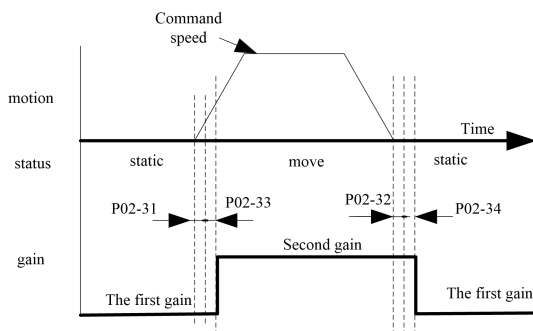 Command
speed
motion
Time
status
static
move
static
P02-31
P02-33
P02-32
P02-34
gain
Second gain
The first gain
The first gain